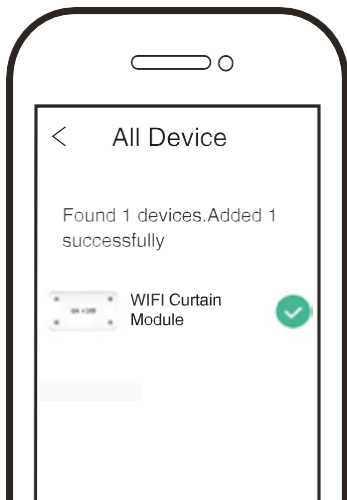 All Device
Found 1 devices.Added 1
successfully
WIFI Curtain
Module